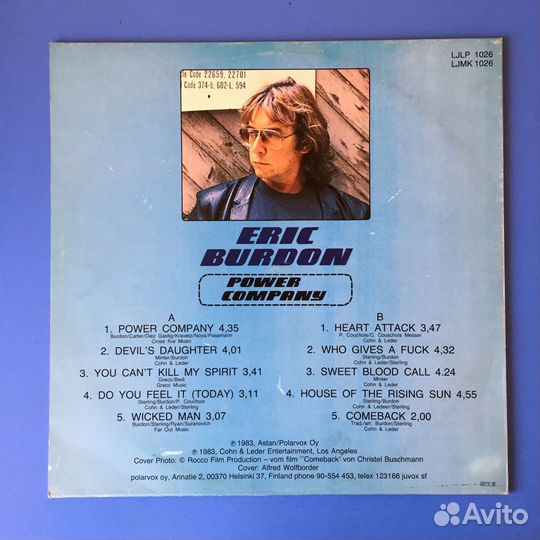 LJLP 1026
LJMK 1026
le Code 22659, 22701
Code 374-b, 602-L, 594
ERIC
BURDON
POWER
COMPANY
A
1. POWER COMPANY 4,35
Burdon/Carter/Diez Gastig/Kravetz/Noya/Passmann
Cross five Music
2. DEVIL'S DAUGHTER 4,01
Minter/Burdon
Cohn & Leder
3. YOU CAN'T KILL MY SPIRIT 3,41
Greco/Bedi
Greco Music
4. DO YOU FEEL IT (TODAY) 3,11
Sterling/Burdon/P. Couchois
Cohn & Leder/Sterling
5. WICKED MAN 3,07
Burdon/Sterling/Ryan/Suranovich
Far Out Music
B
1. HEART ATTACK 3,47
P. Couchois/C. Couschois Messer
Cohn & Leder
2. WHO GIVES A FUCK 4,32
Sterling/Burdon
Cohn & Leder/Sterling
3. SWEET BLOOD CALL 4.24
Minter
Cohn & Leder
4. HOUSE OF THE RISING SUN 4,55
Sterling/Burdon
Cohn & Ledeer/Sterling
5. COMEBACK 2,00
Trad./arr: Burdon/Sterling
Cohn & Leder
℗ 1983, Astan/Polarvox Oy
℗ 1983, Cohn & Leder Entertainment, Los Angeles
Cover Photo: © Rocco Film Production – vom film "Comeback' von Christel Buschmann
Cover: Alfred Wolfborder
polarvox oy, Arinatie 2, 00370 Helsinki 37, Finland phone 90-554 453, telex 123166 juvox sf
Avito